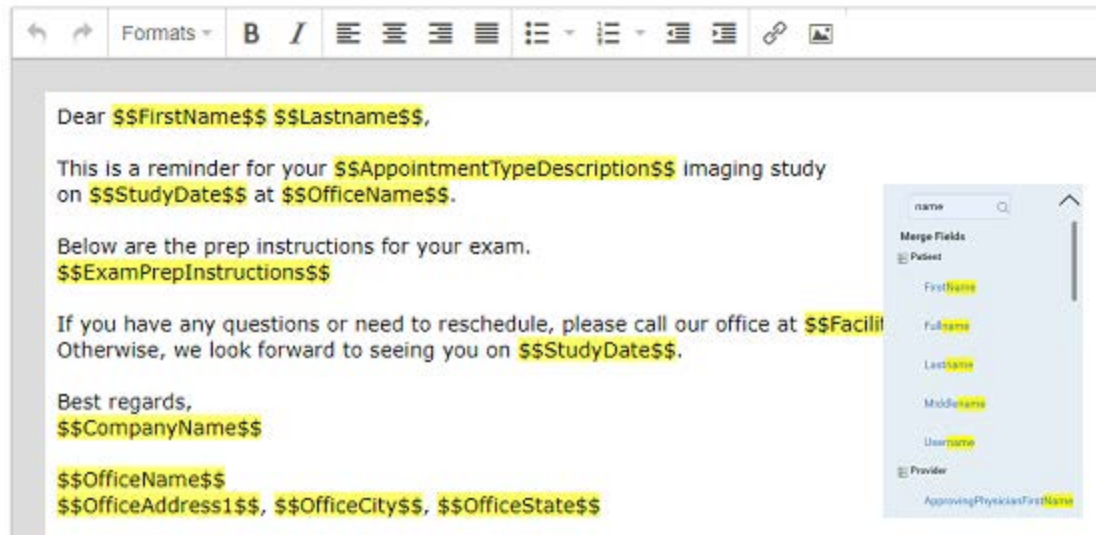 Formats
Dear $$FirstName$$ $$Lastname$$,
This is a reminder for your $$AppointmentTypeDescription$$ imaging study
on $$StudyDate$$ at $$OfficeName$$.
Below are the prep instructions for your exam.
$$ExamPrepInstructions$$
If you have any questions or need to reschedule, please call our office at $$Facilit
Otherwise, we look forward to seeing you on $$StudyDate$$.
Best regards,
$$CompanyName$$
$$OfficeName$$
$$OfficeAddress1$$, $$OfficeCity$$, $$OfficeState$$
name
Merge Fields
Patient
FirstName
Fullname
Lastname
Middlename
Username
Provider
ApprovingPhysicianFirstName